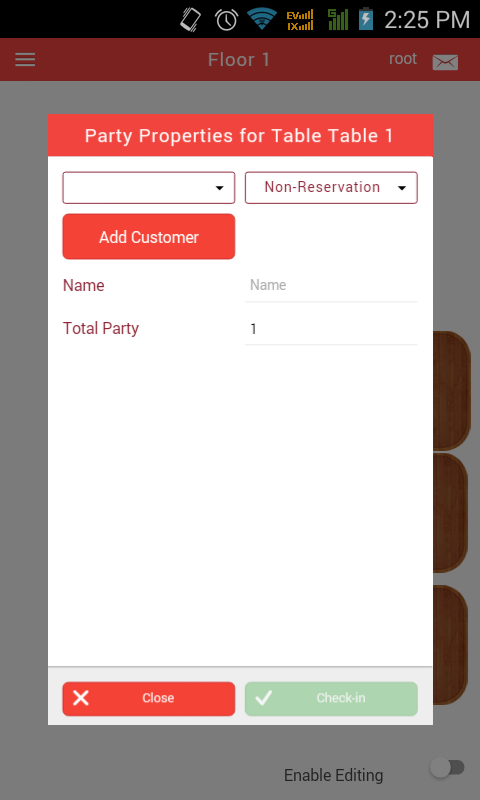 EV 2:25 PM
1X
Floor 1 root
Party Properties for Table Table 1
Non-Reservation
Add Customer
Name Name
Total Party 1
Close Check-in
Enable Editing